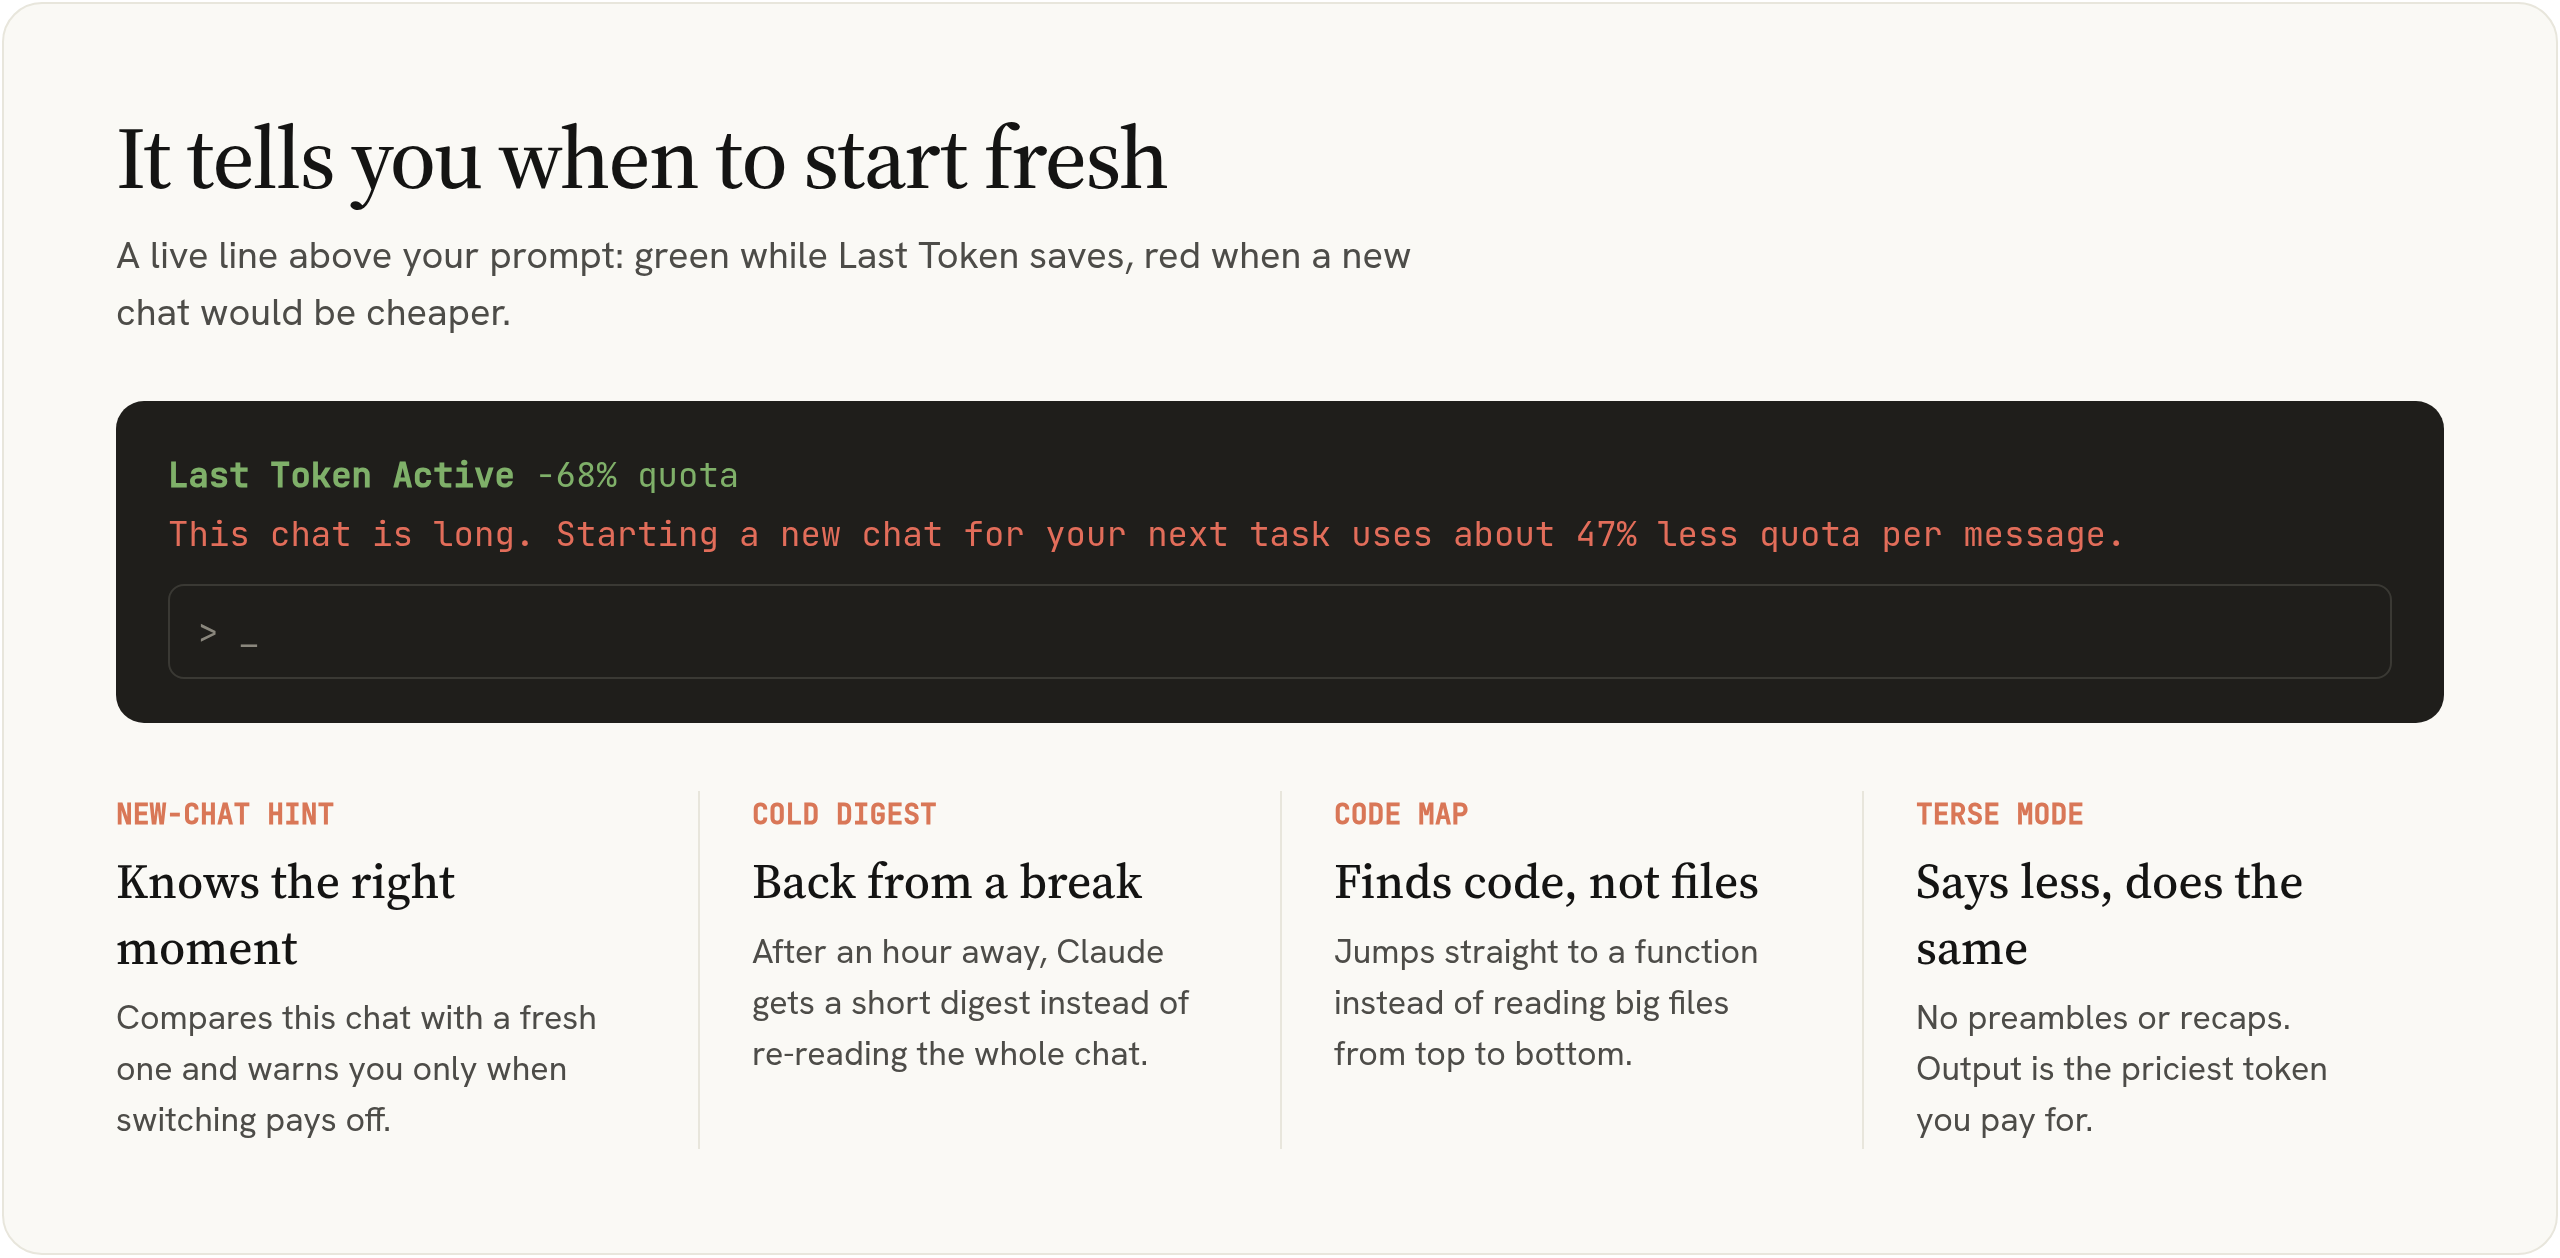 It tells you when to start fresh
A live line above your prompt: green while Last Token saves, red when a new
chat would be cheaper.
Last Token Active -68% quota
This chat is long. Starting a new chat for your next task uses about 47% less quota per message.
> _
NEW-CHAT HINT
Knows the right
moment
Compares this chat with a fresh
one and warns you only when
switching pays off.
COLD DIGEST
Back from a break
After an hour away, Claude
gets a short digest instead of
re-reading the whole chat.
CODE MAP
Finds code, not files
Jumps straight to a function
instead of reading big files
from top to bottom.
TERSE MODE
Says less, does the
same
No preambles or recaps.
Output is the priciest token
you pay for.